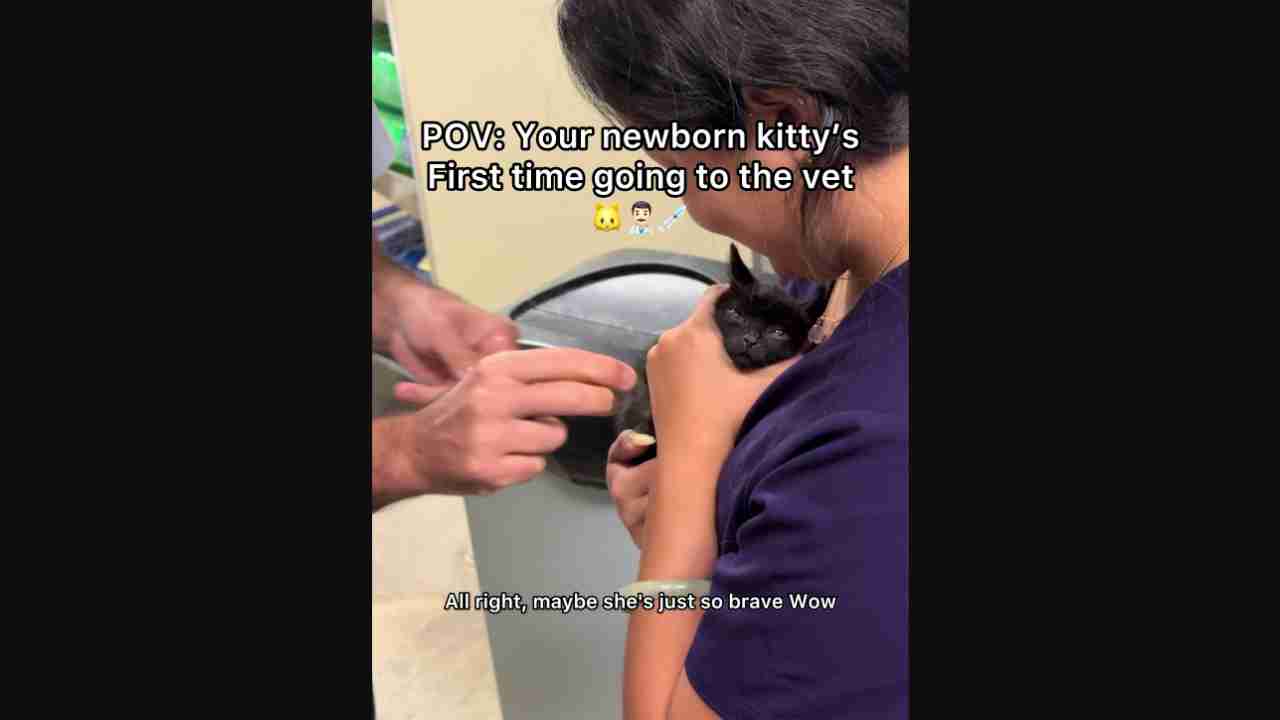 POV: Your newborn kitty’s
First time going to the vet
🐱👨🏻‍⚕️💉
All right, maybe she's just so brave Wow